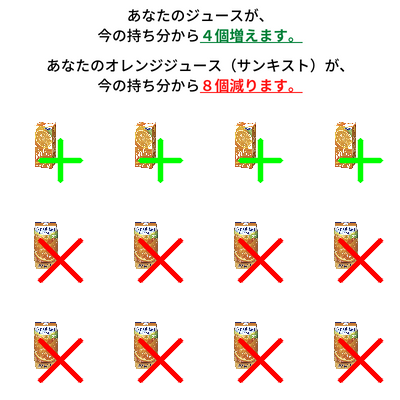 あなたのジュースが、
今の持ち分から４個増えます。
あなたのオレンジジュース（サンキスト）が、
今の持ち分から８個減ります。